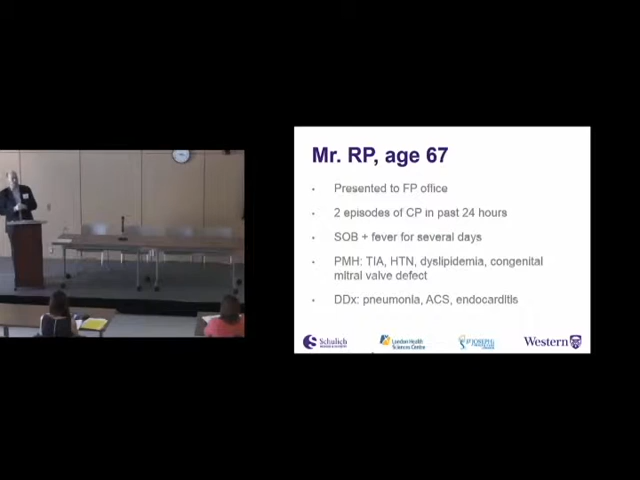 Mr. RP, age 67
• Presented to FP office
• 2 episodes of CP in past 24 hours
• SOB + fever for several days
• PMH: TIA, HTN, dyslipidemia, congenital
mitral valve defect
• DDx: pneumonia, ACS, endocarditis
Schulich
London Health
Sciences Centre
ST JOSEPH'S
Western